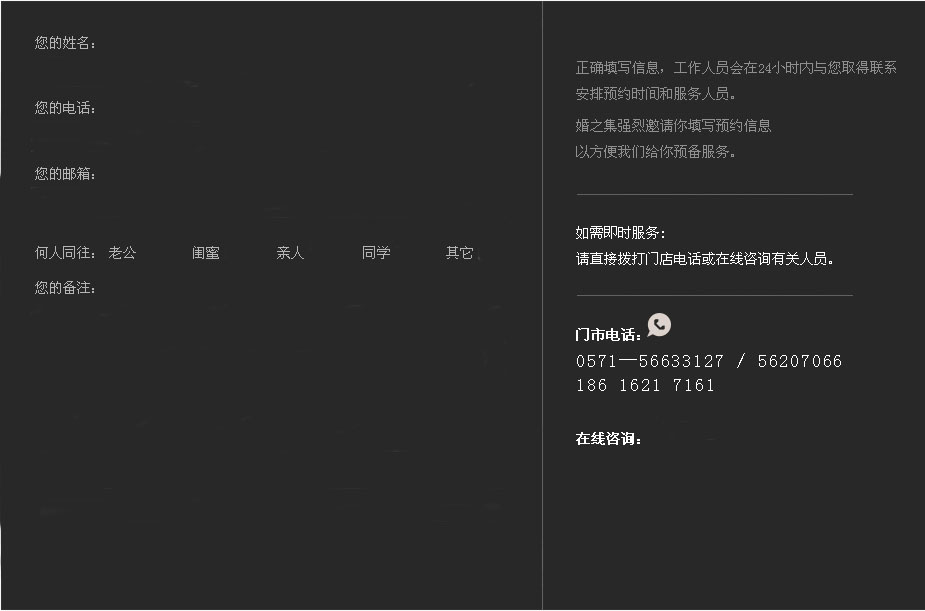 您的姓名：
您的电话：
您的邮箱：
何人同往： 老公 闺蜜 亲人 同学 其它
您的备注：
正确填写信息，工作人员会在24小时内与您取得联系
安排预约时间和服务人员。
婚之集强烈邀请你填写预约信息
以方便我们给你预备服务。
如需即时服务：
请直接拨打门店电话或在线咨询有关人员。
门市电话：
0571—56633127 / 56207066
186 1621 7161
在线咨询：